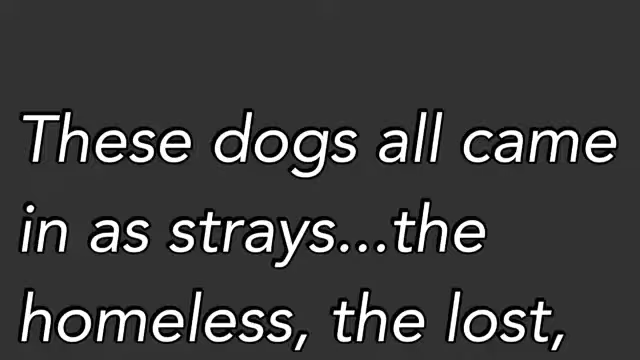 These dogs all came
in as strays...the
homeless, the lost,